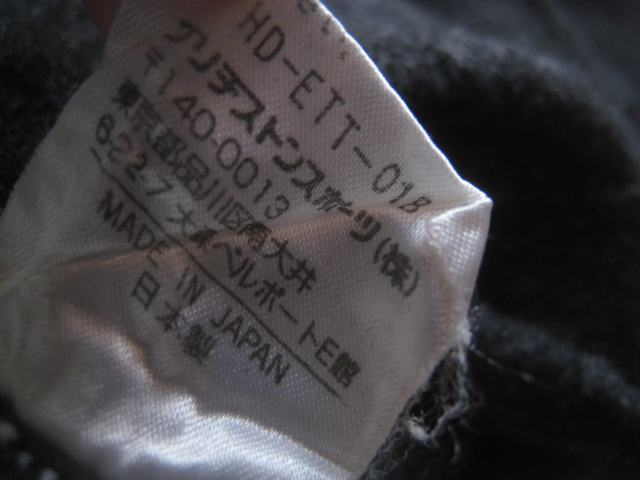 HD-ETT-01B
ブリヂストンスポーツ(株)
〒140-0013
東京都品川区南大井
6-22-7 大森ベルポートE館
MADE IN JAPAN
日本製